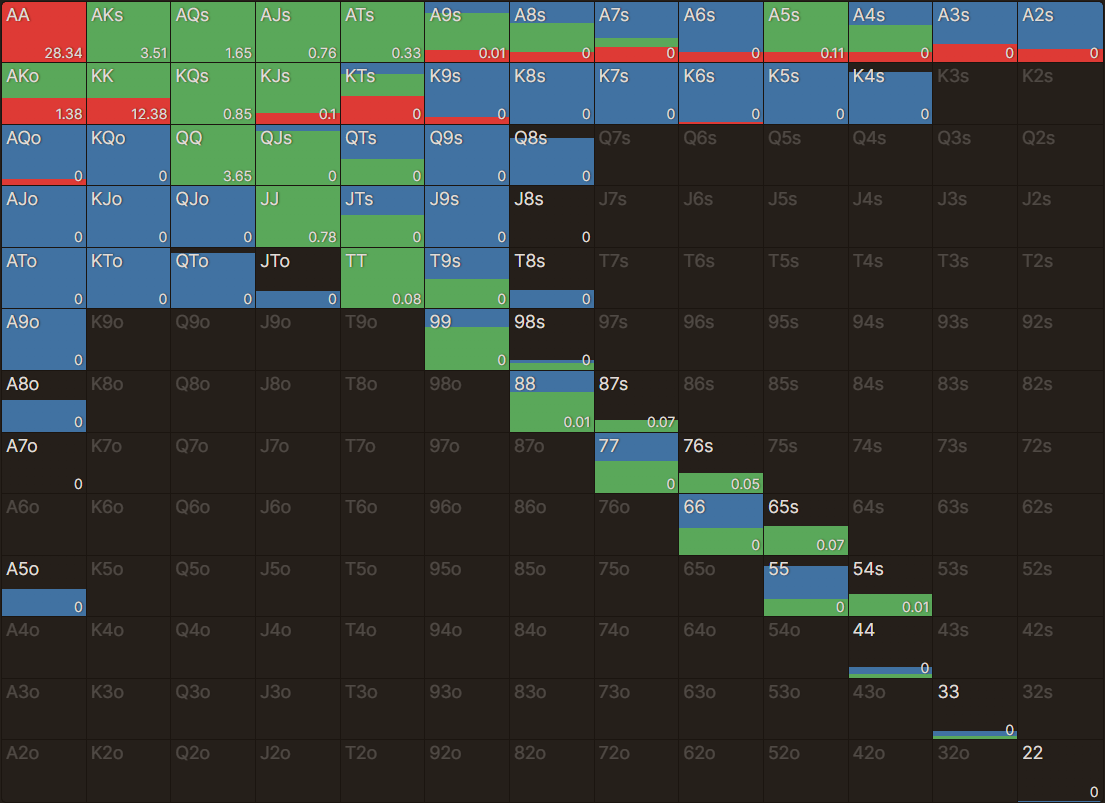 AA AKs AQs AJs ATs A9s A8s A7s A6s A5s A4s A3s A2s
28.34 3.51 1.65 0.76 0.33 0.01 0 0 0 0.11 0 0 0
AKo KK KQs KJs KTs K9s K8s K7s K6s K5s K4s K3s K2s
1.38 12.38 0.85 0.1 0 0 0 0 0 0 0
AQo KQo QQ QJs QTs Q9s Q8s Q7s Q6s Q5s Q4s Q3s Q2s
0 0 3.65 0 0 0 0
AJo KJo QJo JJ JTs J9s J8s J7s J6s J5s J4s J3s J2s
0 0 0 0.78 0 0 0
ATo KTo QTo JTo TT T9s T8s T7s T6s T5s T4s T3s T2s
0 0 0 0 0.08 0 0
A9o K9o Q9o J9o T9o 99 98s 97s 96s 95s 94s 93s 92s
0 0 0
A8o K8o Q8o J8o T8o 98o 88 87s 86s 85s 84s 83s 82s
0 0.01 0.07
A7o K7o Q7o J7o T7o 97o 87o 77 76s 75s 74s 73s 72s
0 0 0.05
A6o K6o Q6o J6o T6o 96o 86o 76o 66 65s 64s 63s 62s
0 0.07
A5o K5o Q5o J5o T5o 95o 85o 75o 65o 55 54s 53s 52s
0 0 0.01
A4o K4o Q4o J4o T4o 94o 84o 74o 64o 54o 44 43s 42s
0
A3o K3o Q3o J3o T3o 93o 83o 73o 63o 53o 43o 33 32s
0
A2o K2o Q2o J2o T2o 92o 82o 72o 62o 52o 42o 32o 22
0